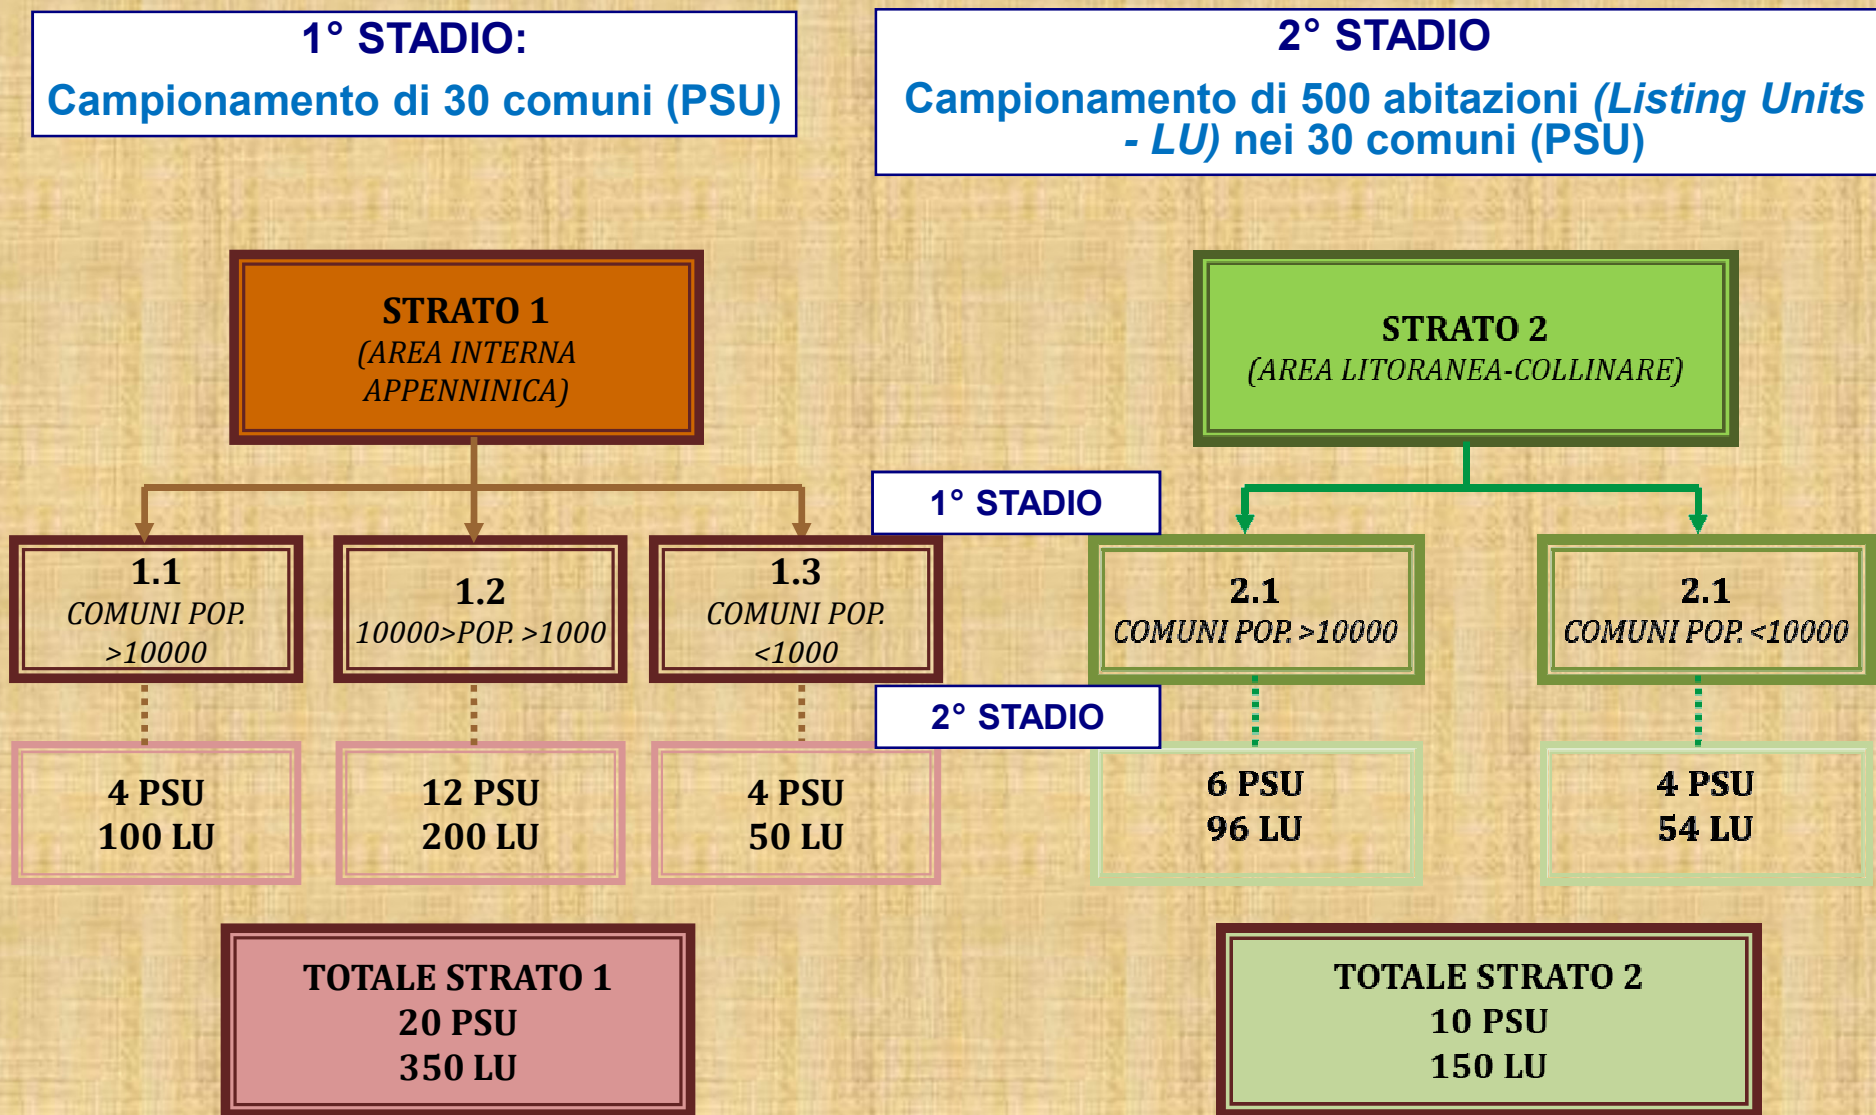 1° STADIO:
Campionamento di 30 comuni (PSU)
2° STADIO
Campionamento di 500 abitazioni (Listing Units
- LU) nei 30 comuni (PSU)
STRATO 1
(AREA INTERNA
APPENNINICA)
STRATO 2
(AREA LITORANEA-COLLINARE)
1° STADIO
1.1
COMUNI POP.
>10000
1.2
10000>POP. >1000
1.3
COMUNI POP.
<1000
2.1
COMUNI POP. >10000
2.1
COMUNI POP. <10000
2° STADIO
4 PSU
100 LU
12 PSU
200 LU
4 PSU
50 LU
6 PSU
96 LU
4 PSU
54 LU
TOTALE STRATO 1
20 PSU
350 LU
TOTALE STRATO 2
10 PSU
150 LU